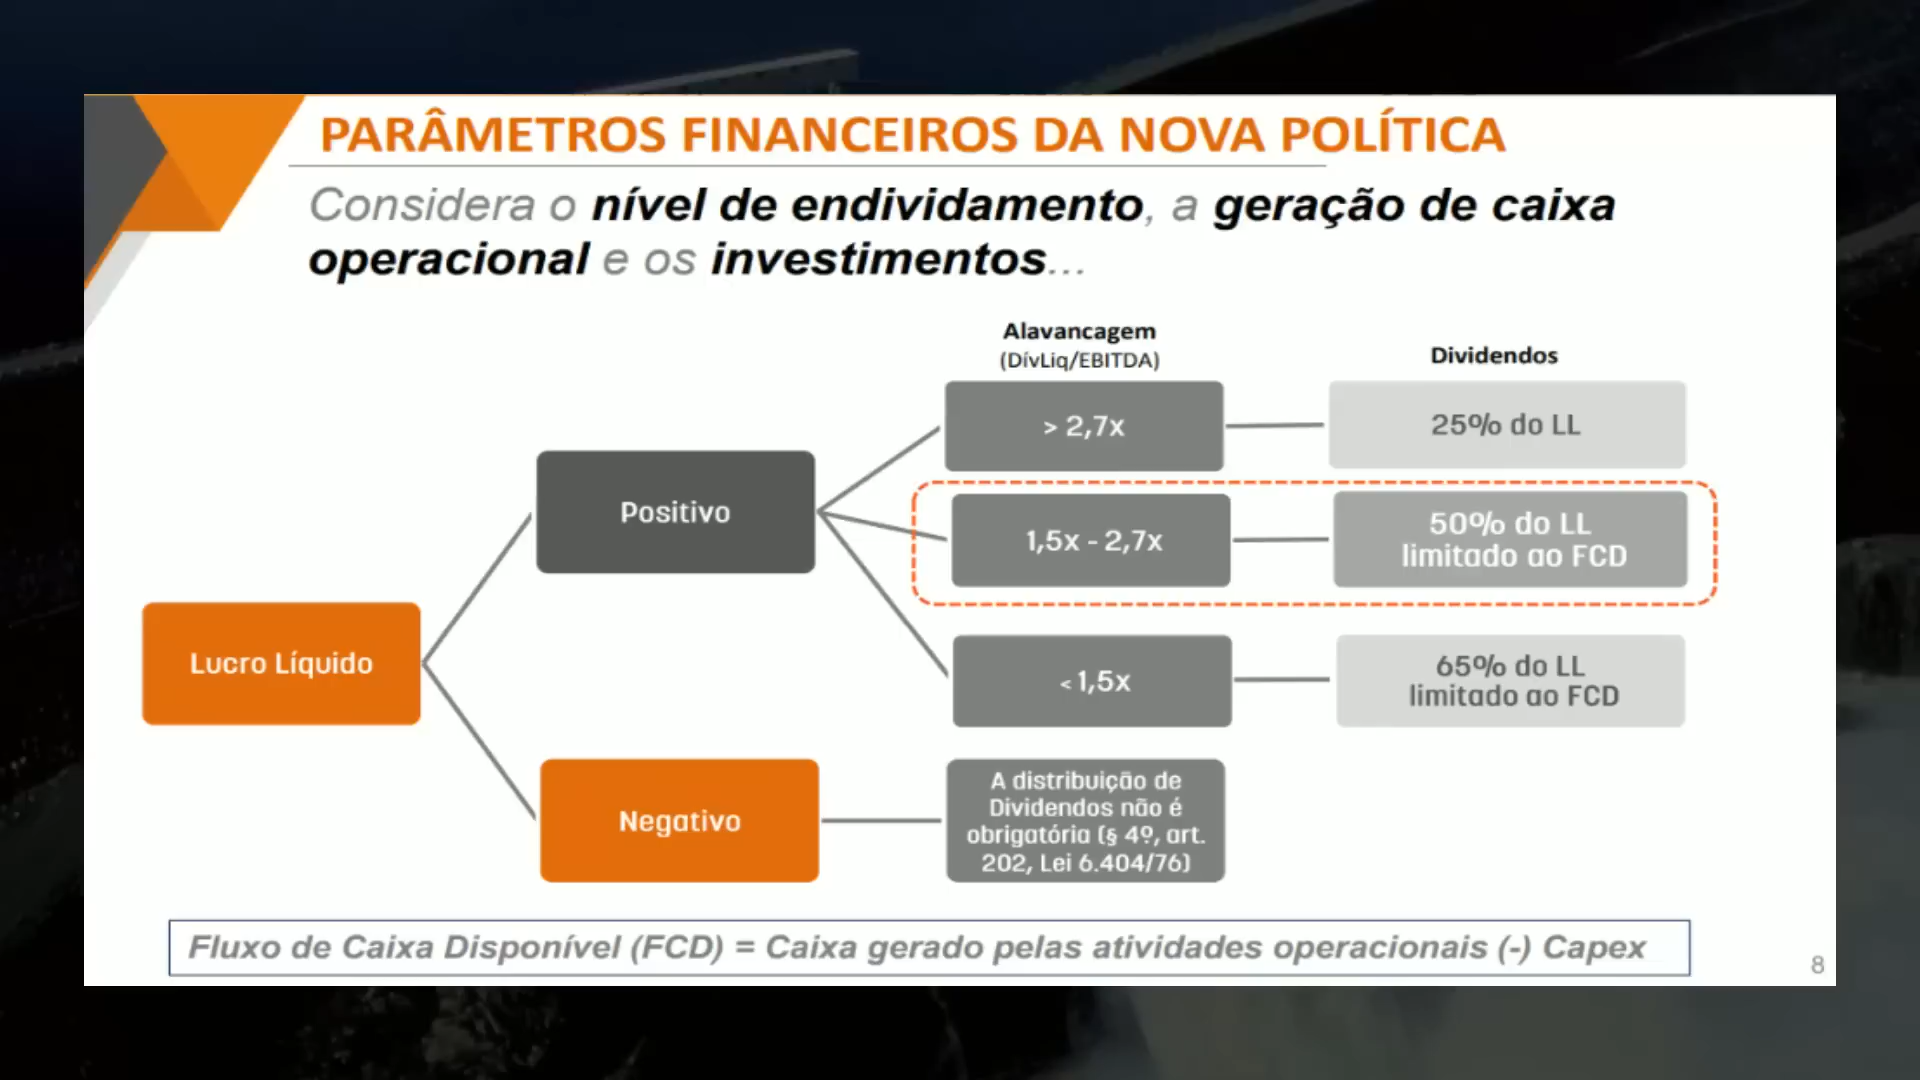 PARÂMETROS FINANCEIROS DA NOVA POLÍTICA
Considera o nível de endividamento, a geração de caixa
operacional e os investimentos...
Alavancagem
(DívLiq/EBITDA)
Dividendos
> 2,7x
25% do LL
Positivo
1,5x - 2,7x
50% do LL
limitado ao FCD
Lucro Líquido
< 1,5x
65% do LL
limitado ao FCD
Negativo
A distribuição de
Dividendos não é
obrigatória (§ 4º, art.
202, Lei 6.404/76)
Fluxo de Caixa Disponível (FCD) = Caixa gerado pelas atividades operacionais (-) Capex
8